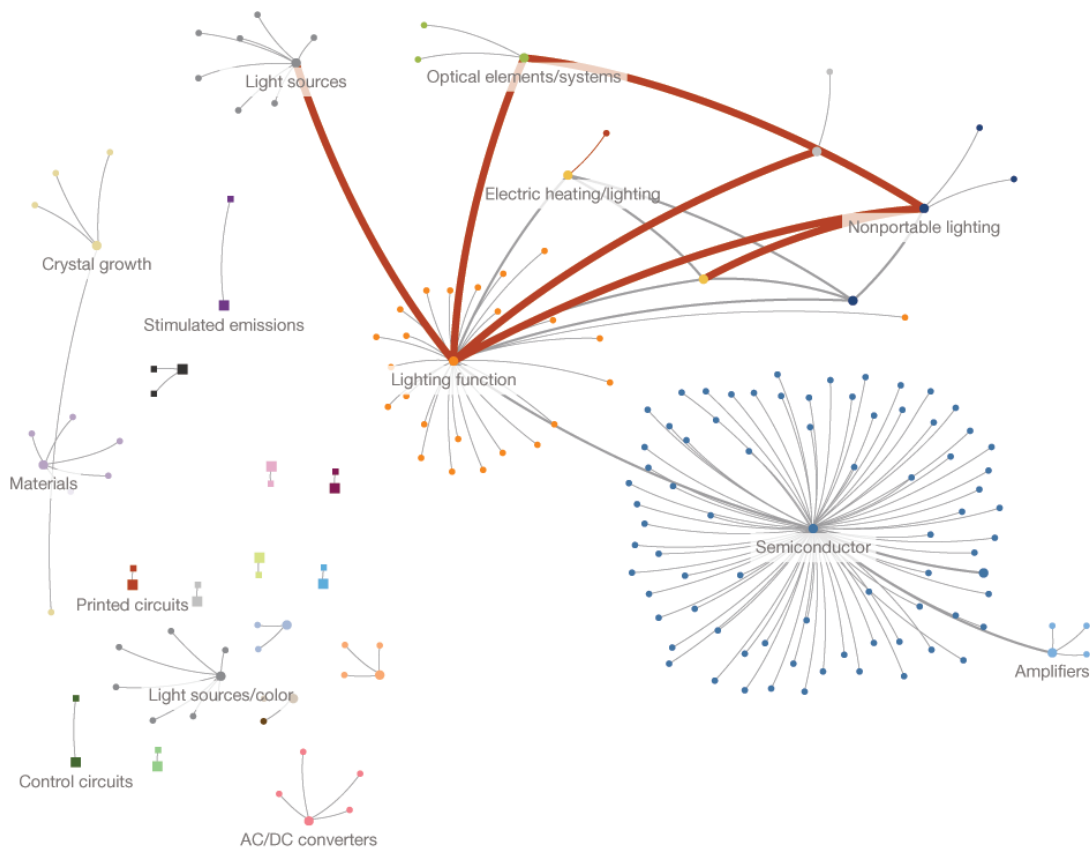 Light sources
Optical elements/systems
Electric heating/lighting
Nonportable lighting
Crystal growth
Stimulated emissions
Lighting function
Materials
Semiconductor
Printed circuits
Amplifiers
Light sources/color
Control circuits
AC/DC converters